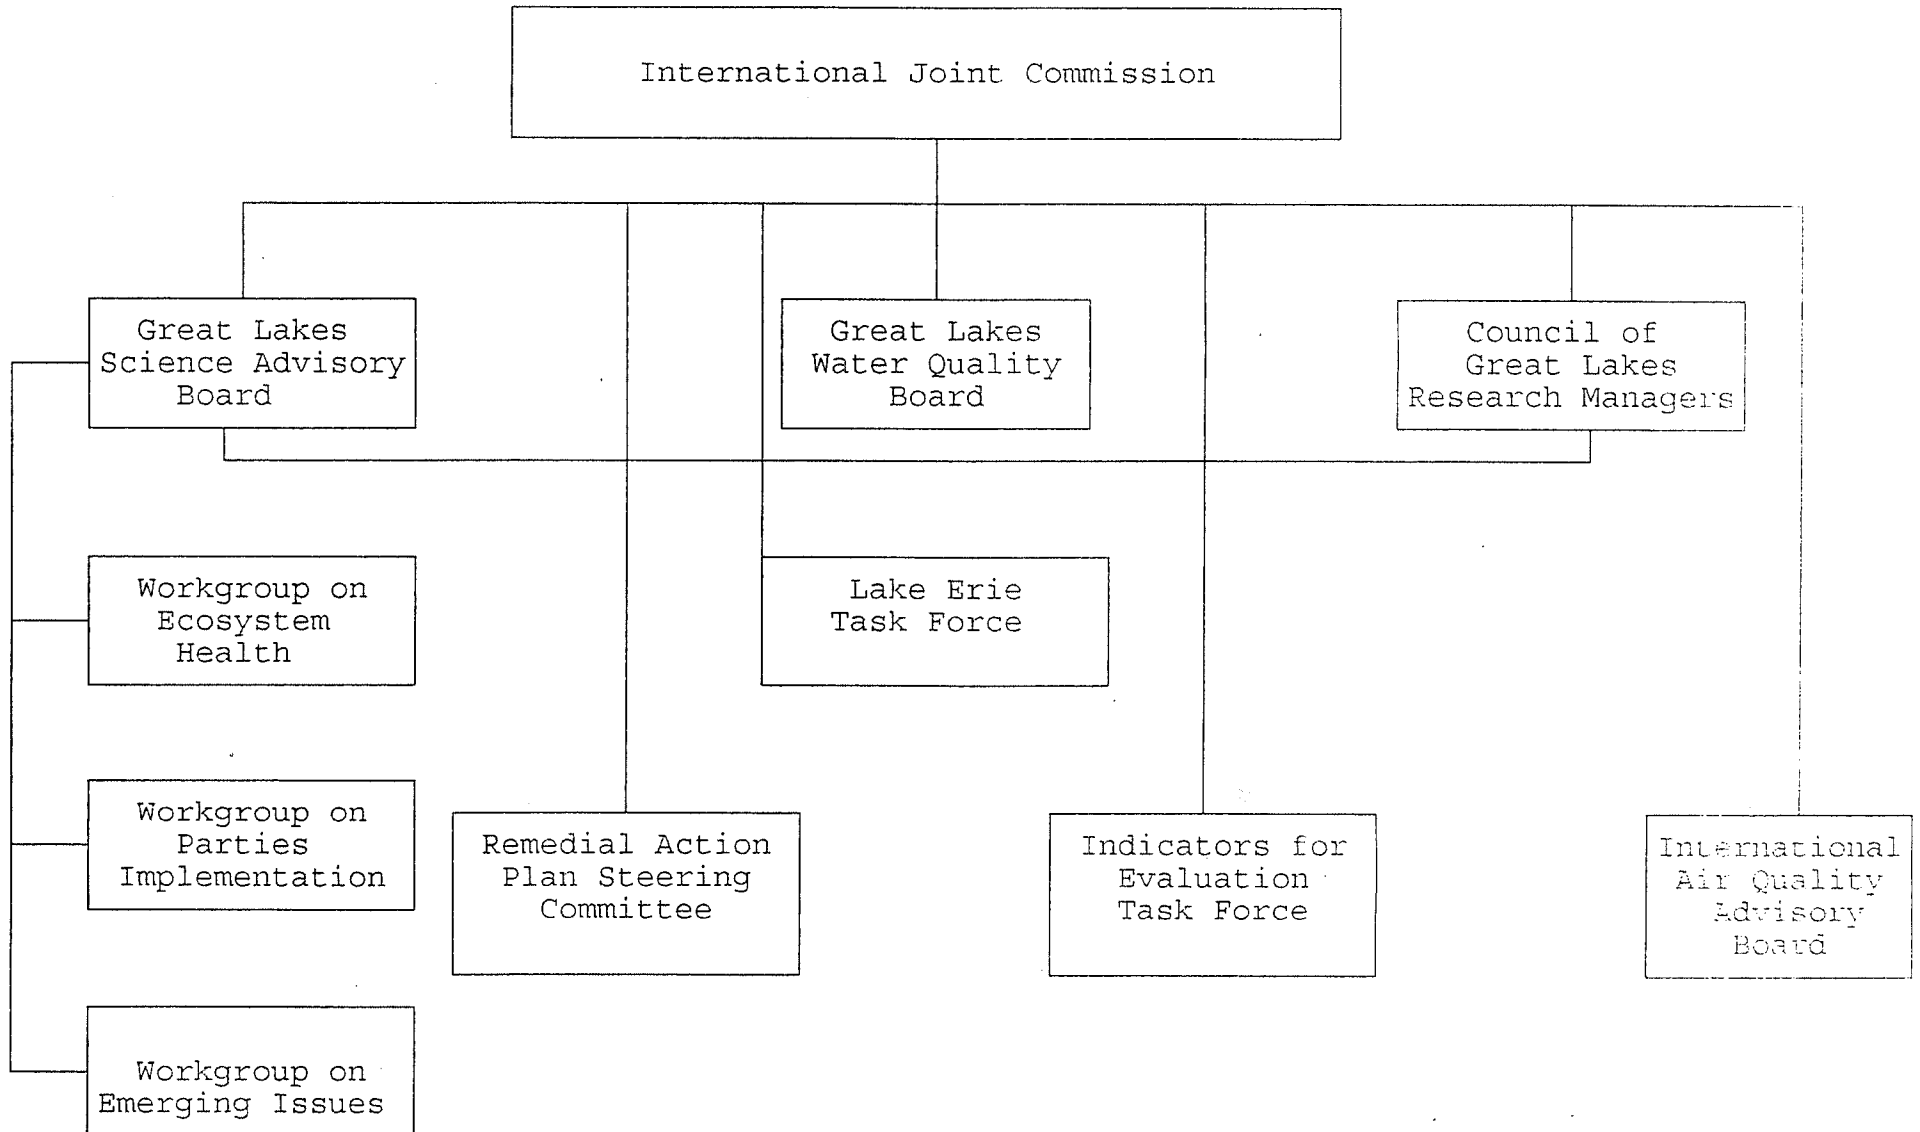 International Joint Commission
Great Lakes
Science Advisory
Board
Great Lakes
Water Quality
Board
Council of
Great Lakes
Research Managers
Workgroup on
Ecosystem
Health
Lake Erie
Task Force
Workgroup on
Parties
Implementation
Remedial Action
Plan Steering
Committee
Indicators for
Evaluation
Task Force
International
Air Quality
Advisory
Board
Workgroup on
Emerging Issues